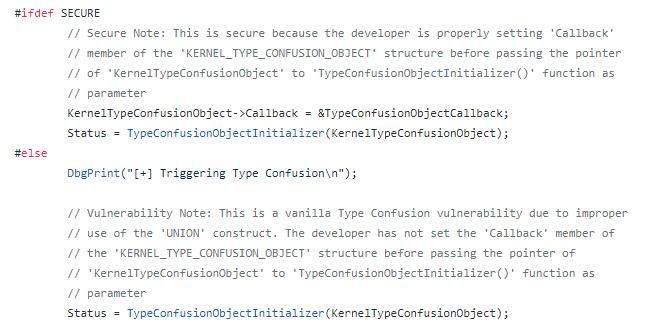 #ifdef SECURE
// Secure Note: This is secure because the developer is properly setting 'Callback'
// member of the 'KERNEL_TYPE_CONFUSION_OBJECT' structure before passing the pointer
// of 'KernelTypeConfusionObject' to 'TypeConfusionObjectInitializer()' function as
// parameter
KernelTypeConfusionObject->Callback = &TypeConfusionObjectCallback;
Status = TypeConfusionObjectInitializer(KernelTypeConfusionObject);
#else
DbgPrint("[+] Triggering Type Confusion\n");
// Vulnerability Note: This is a vanilla Type Confusion vulnerability due to improper
// use of the 'UNION' construct. The developer has not set the 'Callback' member of
// the 'KERNEL_TYPE_CONFUSION_OBJECT' structure before passing the pointer of
// 'KernelTypeConfusionObject' to 'TypeConfusionObjectInitializer()' function as
// parameter
Status = TypeConfusionObjectInitializer(KernelTypeConfusionObject);